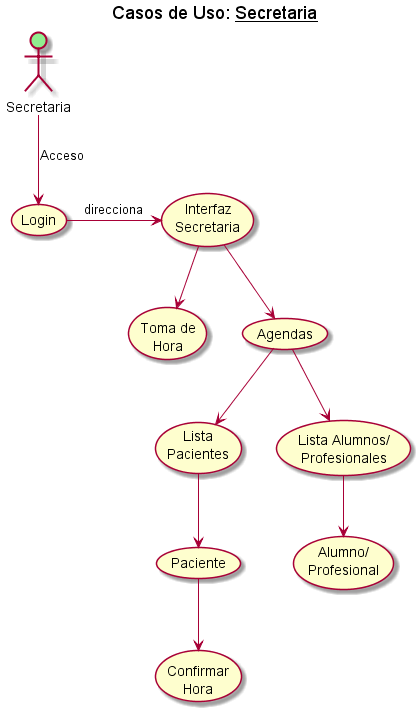 Casos de Uso: Secretaria
Secretaria
Acceso
Login
direcciona
Interfaz
Secretaria
Toma de
Hora
Agendas
Lista
Pacientes
Lista Alumnos/
Profesionales
Paciente
Alumno/
Profesional
Confirmar
Hora